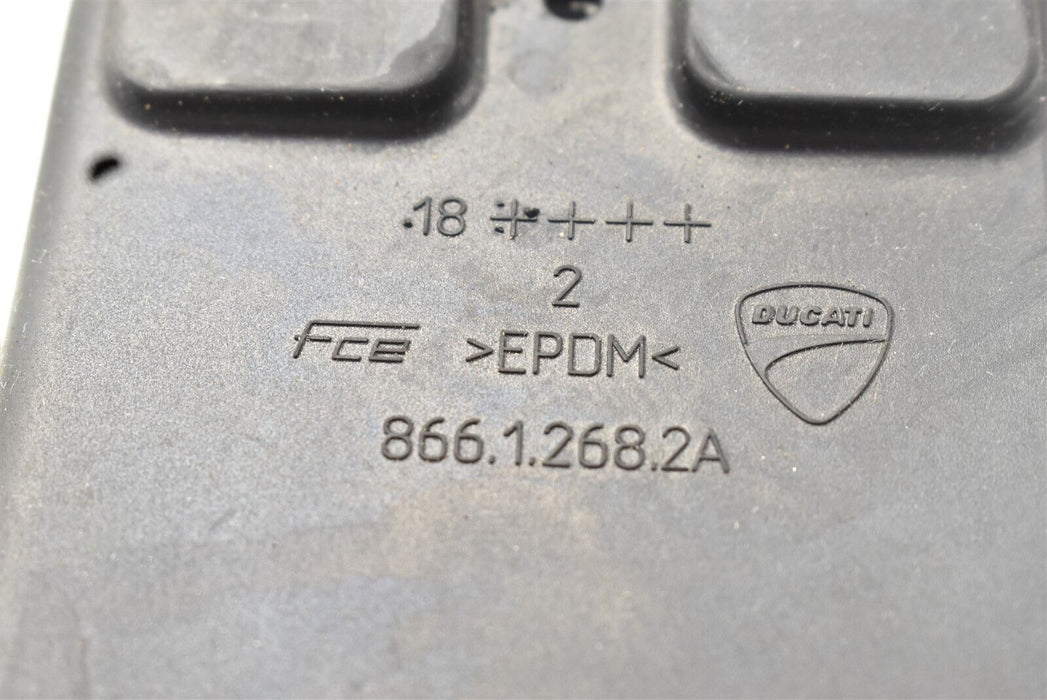 .18 ++++
2
FCE >EPDM< DUCATI
866.1.268.2A